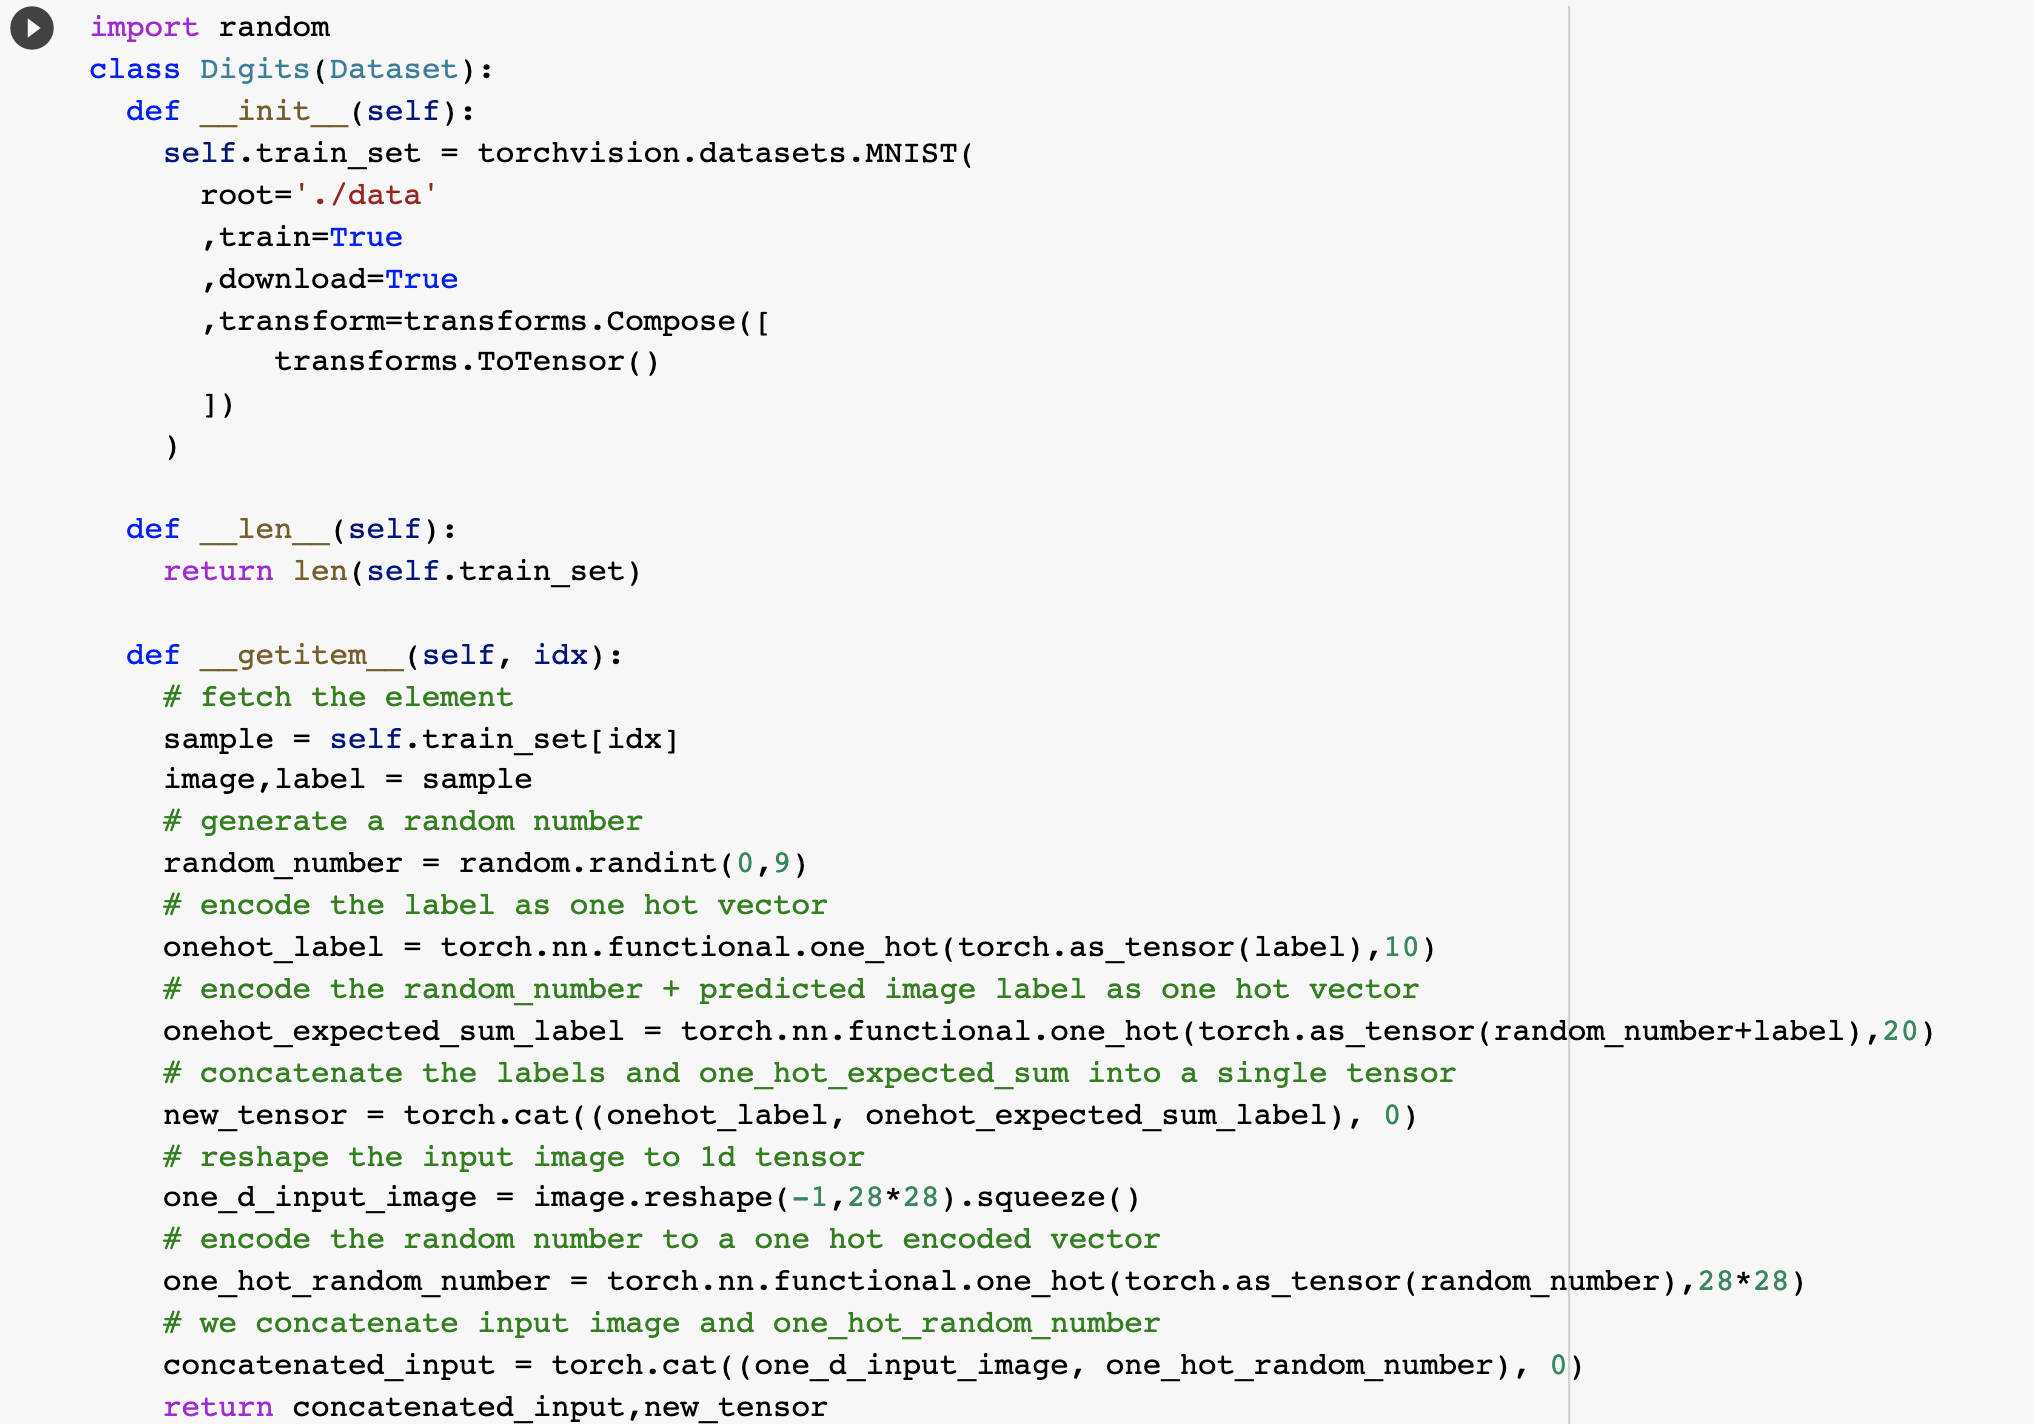 import random
class Digits(Dataset):
  def __init__(self):
    self.train_set = torchvision.datasets.MNIST(
      root='./data'
      ,train=True
      ,download=True
      ,transform=transforms.Compose([
          transforms.ToTensor()
      ])
    )

  def __len__(self):
    return len(self.train_set)

  def __getitem__(self, idx):
    # fetch the element
    sample = self.train_set[idx]
    image,label = sample
    # generate a random number
    random_number = random.randint(0,9)
    # encode the label as one hot vector
    onehot_label = torch.nn.functional.one_hot(torch.as_tensor(label),10)
    # encode the random_number + predicted image label as one hot vector
    onehot_expected_sum_label = torch.nn.functional.one_hot(torch.as_tensor(random_number+label),20)
    # concatenate the labels and one_hot_expected_sum into a single tensor
    new_tensor = torch.cat((onehot_label, onehot_expected_sum_label), 0)
    # reshape the input image to 1d tensor
    one_d_input_image = image.reshape(-1,28*28).squeeze()
    # encode the random number to a one hot encoded vector
    one_hot_random_number = torch.nn.functional.one_hot(torch.as_tensor(random_number),28*28)
    # we concatenate input image and one_hot_random_number
    concatenated_input = torch.cat((one_d_input_image, one_hot_random_number), 0)
    return concatenated_input,new_tensor